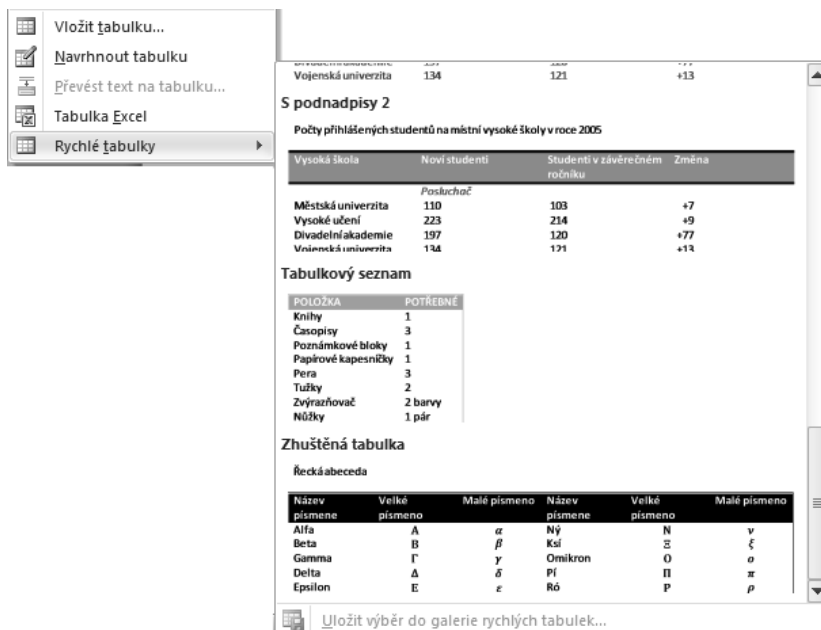 Vložit tabulku...
Navrhnout tabulku
Převést text na tabulku...
Tabulka Excel
Rychlé tabulky
Vojenská univerzita 134 121 +13
S podnadpisy 2
Počty přihlášených studentů na místní vysoké školy v roce 2005
Vysoká škola Noví studenti Studenti v závěrečném Změna
ročníku
Posluchač
Městská univerzita 110 103 +7
Vysoké učení 223 214 +9
Divadelní akademie 197 120 +77
Vojenská univerzita 134 121 +13
Tabulkový seznam
POLOŽKA POTŘEBNÉ
Knihy 1
Časopisy 3
Poznámkové bloky 1
Papírové kapesníčky 1
Pera 3
Tužky 2
Zvýrazňovač 2 barvy
Nůžky 1 pár
Zhuštěná tabulka
Řecká abeceda
Název Velké Malé písmeno Název Velké Malé písmeno
písmene písmeno písmene písmeno
Alfa Α α Ný Ν ν
Beta Β β Ksí Ξ ξ
Gamma Γ γ Omikron Ο ο
Delta Δ δ Pí Π π
Epsilon Ε ε Ró Ρ ρ
Uložit výběr do galerie rychlých tabulek...